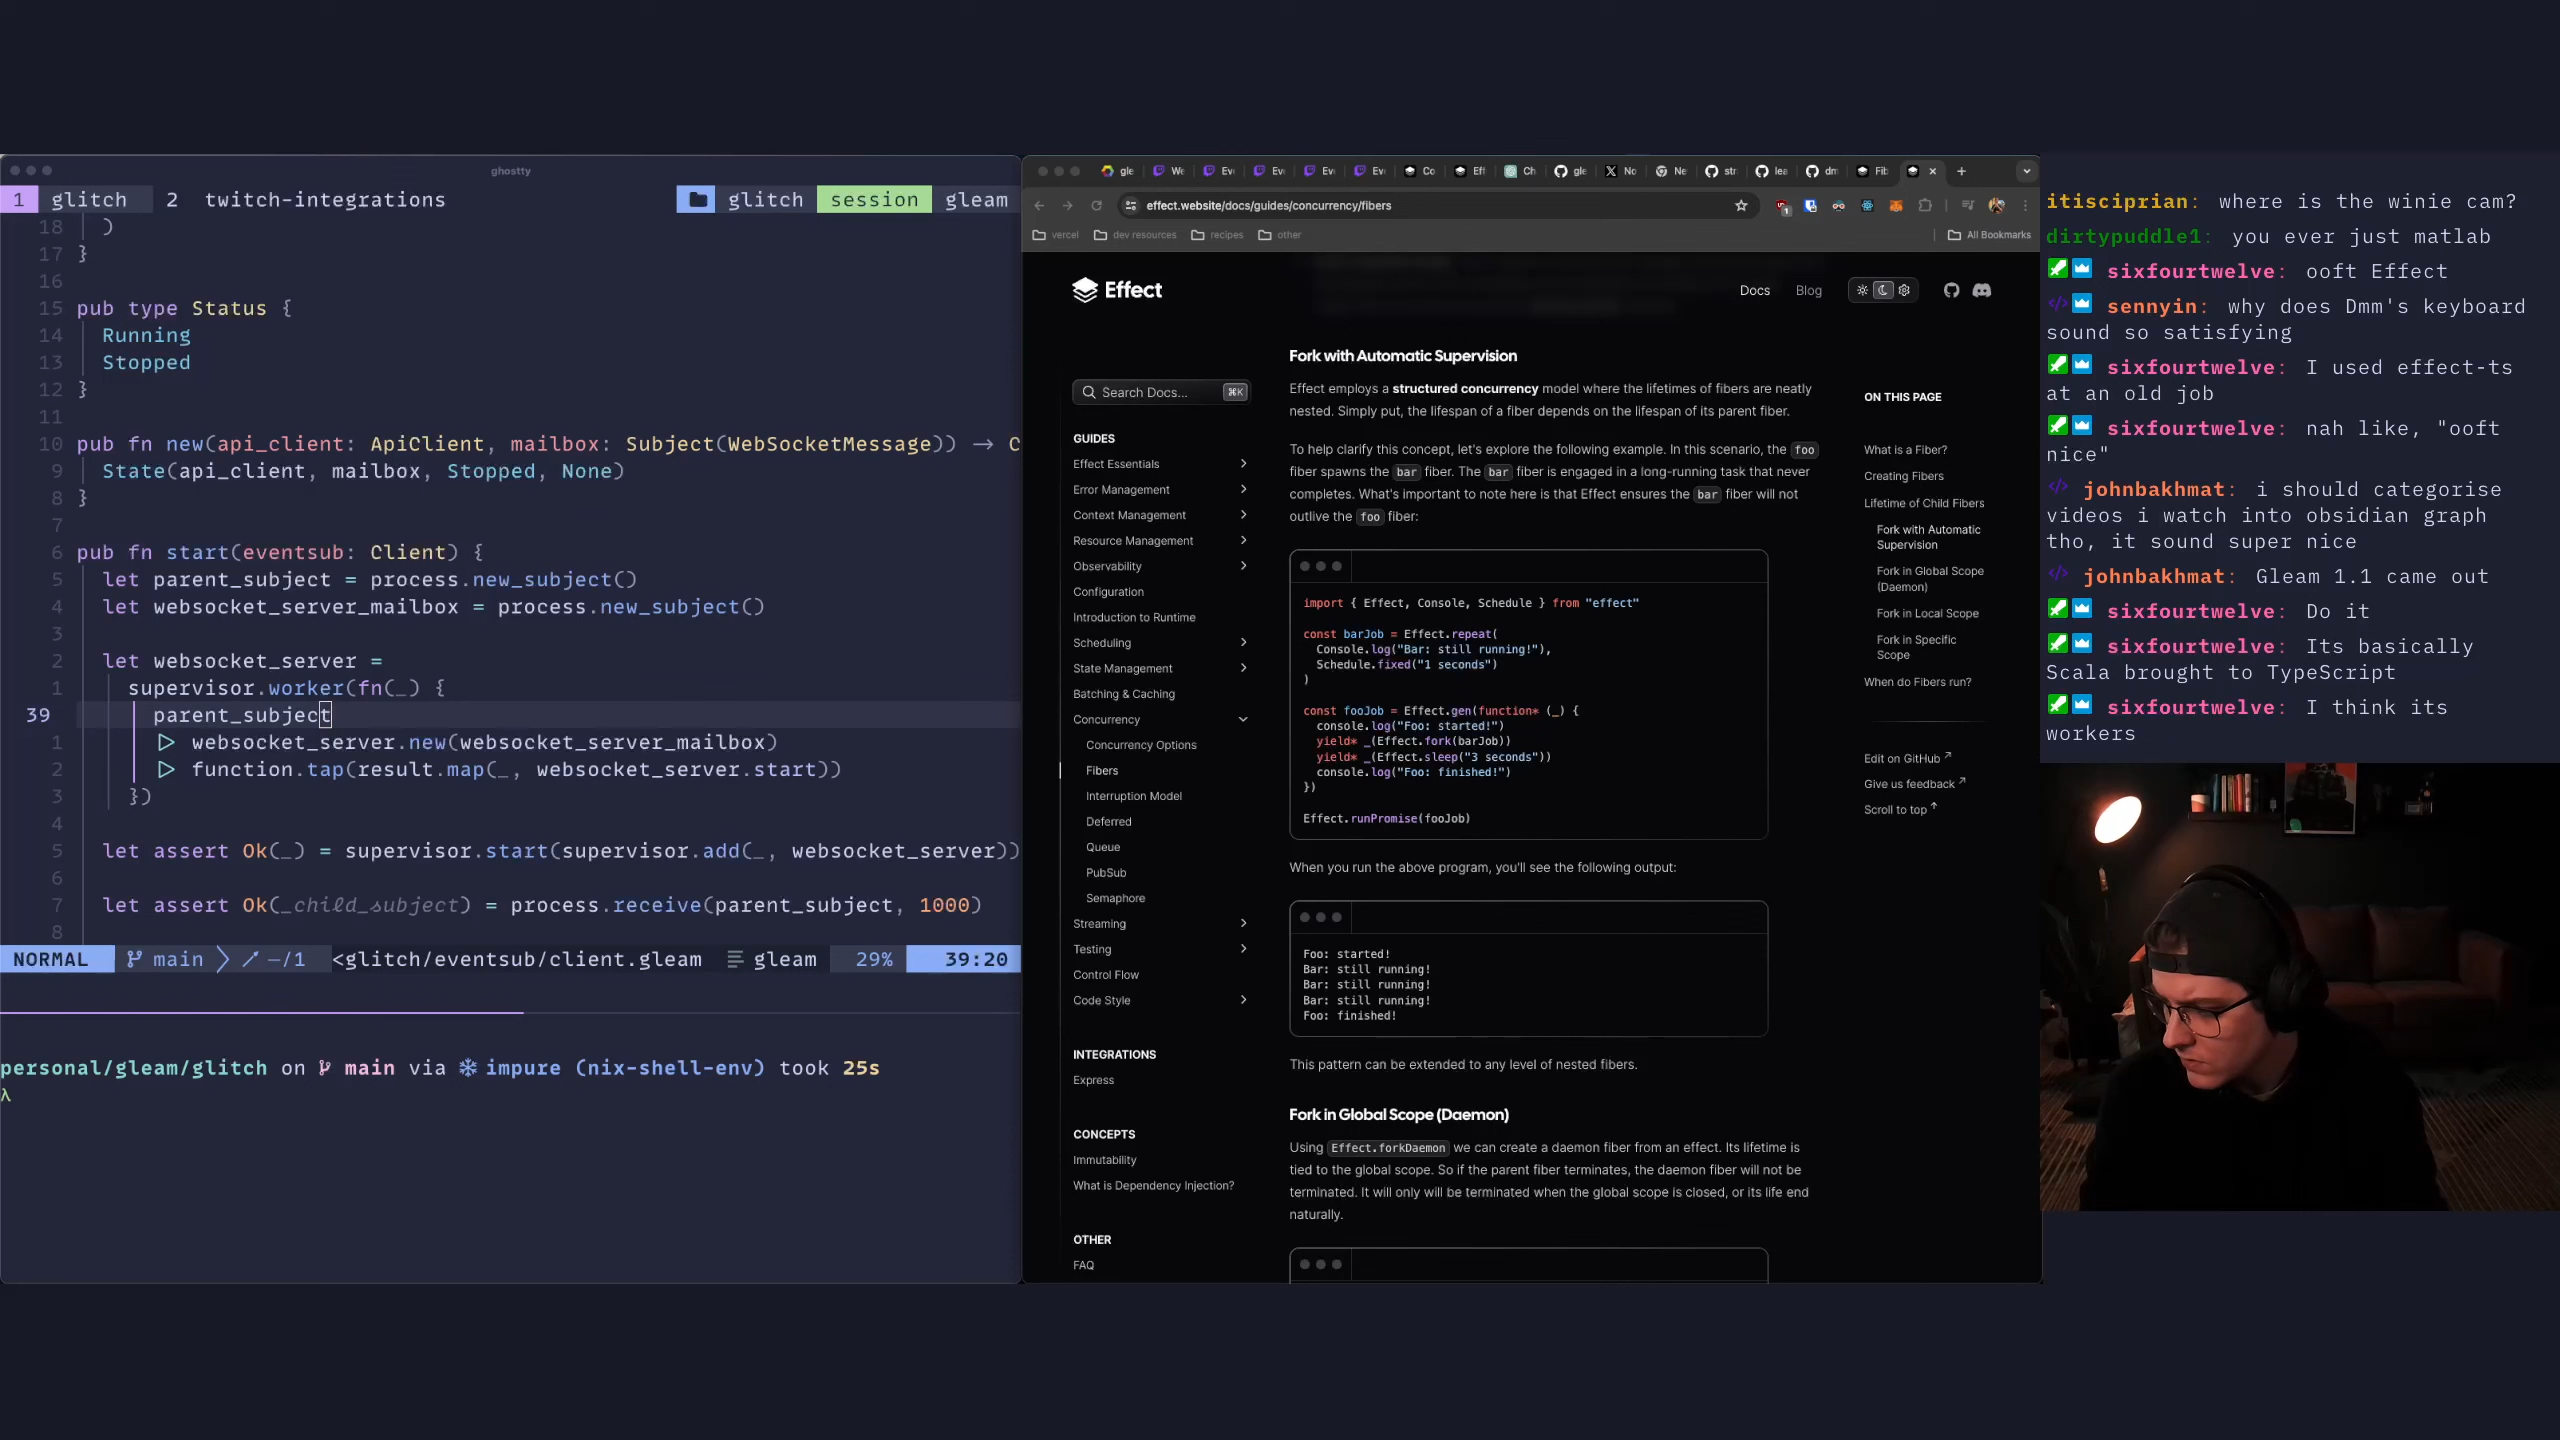 ghostty
1 glitch 2 twitch-integrations glitch session gleam
18 )
17 }
16
15 pub type Status {
14 Running
13 Stopped
12 }
11
10 pub fn new(api_client: ApiClient, mailbox: Subject(WebSocketMessage)) -> C
9 State(api_client, mailbox, Stopped, None)
8 }
7
6 pub fn start(eventsub: Client) {
5 let parent_subject = process.new_subject()
4 let websocket_server_mailbox = process.new_subject()
3
2 let websocket_server =
1 supervisor.worker(fn(_) {
39 parent_subject
1 |> websocket_server.new(websocket_server_mailbox)
2 |> function.tap(result.map(_, websocket_server.start))
3 })
4
5 let assert Ok(_) = supervisor.start(supervisor.add(_, websocket_server))
6
7 let assert Ok(_child_subject) = process.receive(parent_subject, 1000)
8
NORMAL main -/1 <glitch/eventsub/client.gleam gleam 29% 39:20
personal/gleam/glitch on main via impure (nix-shell-env) took 25s
λ
gle We Eve Eve Eve Eve Co Eff Ch gle No Ne str lea dm Fib
effect.website/docs/guides/concurrency/fibers
vercel dev resources recipes other All Bookmarks
Effect
Docs Blog
Search Docs... ⌘K
GUIDES
Effect Essentials
Error Management
Context Management
Resource Management
Observability
Configuration
Introduction to Runtime
Scheduling
State Management
Batching & Caching
Concurrency
Concurrency Options
Fibers
Interruption Model
Deferred
Queue
PubSub
Semaphore
Streaming
Testing
Control Flow
Code Style
INTEGRATIONS
Express
CONCEPTS
Immutability
What is Dependency Injection?
OTHER
FAQ
Fork with Automatic Supervision
Effect employs a structured concurrency model where the lifetimes of fibers are neatly
nested. Simply put, the lifespan of a fiber depends on the lifespan of its parent fiber.
To help clarify this concept, let's explore the following example. In this scenario, the foo
fiber spawns the bar fiber. The bar fiber is engaged in a long-running task that never
completes. What's important to note here is that Effect ensures the bar fiber will not
outlive the foo fiber:
import { Effect, Console, Schedule } from "effect"
const barJob = Effect.repeat(
Console.log("Bar: still running!"),
Schedule.fixed("1 seconds")
)
const fooJob = Effect.gen(function* (_) {
console.log("Foo: started!")
yield* _(Effect.fork(barJob))
yield* _(Effect.sleep("3 seconds"))
console.log("Foo: finished!")
})
Effect.runPromise(fooJob)
When you run the above program, you'll see the following output:
Foo: started!
Bar: still running!
Bar: still running!
Bar: still running!
Foo: finished!
This pattern can be extended to any level of nested fibers.
Fork in Global Scope (Daemon)
Using Effect.forkDaemon we can create a daemon fiber from an effect. Its lifetime is
tied to the global scope. So if the parent fiber terminates, the daemon fiber will not be
terminated. It will only will be terminated when the global scope is closed, or its life end
naturally.
ON THIS PAGE
What is a Fiber?
Creating Fibers
Lifetime of Child Fibers
Fork with Automatic
Supervision
Fork in Global Scope
(Daemon)
Fork in Local Scope
Fork in Specific
Scope
When do Fibers run?
Edit on GitHub
Give us feedback
Scroll to top
itisciprian: where is the winie cam?
dirtypuddle1: you ever just matlab
sixfourtwelve: ooft Effect
sennyin: why does Dmm's keyboard
sound so satisfying
sixfourtwelve: I used effect-ts
at an old job
sixfourtwelve: nah like, "ooft
nice"
johnbakhmat: i should categorise
videos i watch into obsidian graph
tho, it sound super nice
johnbakhmat: Gleam 1.1 came out
sixfourtwelve: Do it
sixfourtwelve: Its basically
Scala brought to TypeScript
sixfourtwelve: I think its
workers